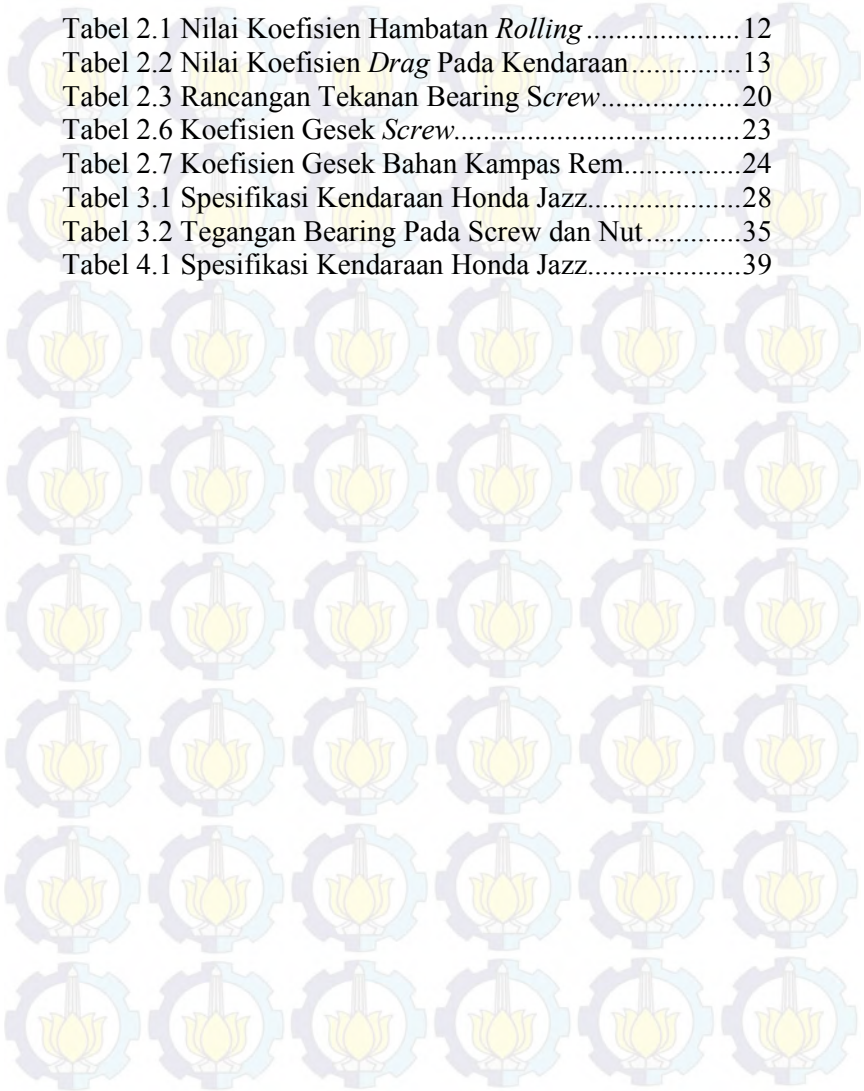 Tabel 2.1 Nilai Koefisien Hambatan Rolling ....................12
Tabel 2.2 Nilai Koefisien Drag Pada Kendaraan..............13
Tabel 2.3 Rancangan Tekanan Bearing Screw..................20
Tabel 2.6 Koefisien Gesek Screw.....................................23
Tabel 2.7 Koefisien Gesek Bahan Kampas Rem...............24
Tabel 3.1 Spesifikasi Kendaraan Honda Jazz....................28
Tabel 3.2 Tegangan Bearing Pada Screw dan Nut.............35
Tabel 4.1 Spesifikasi Kendaraan Honda Jazz....................39